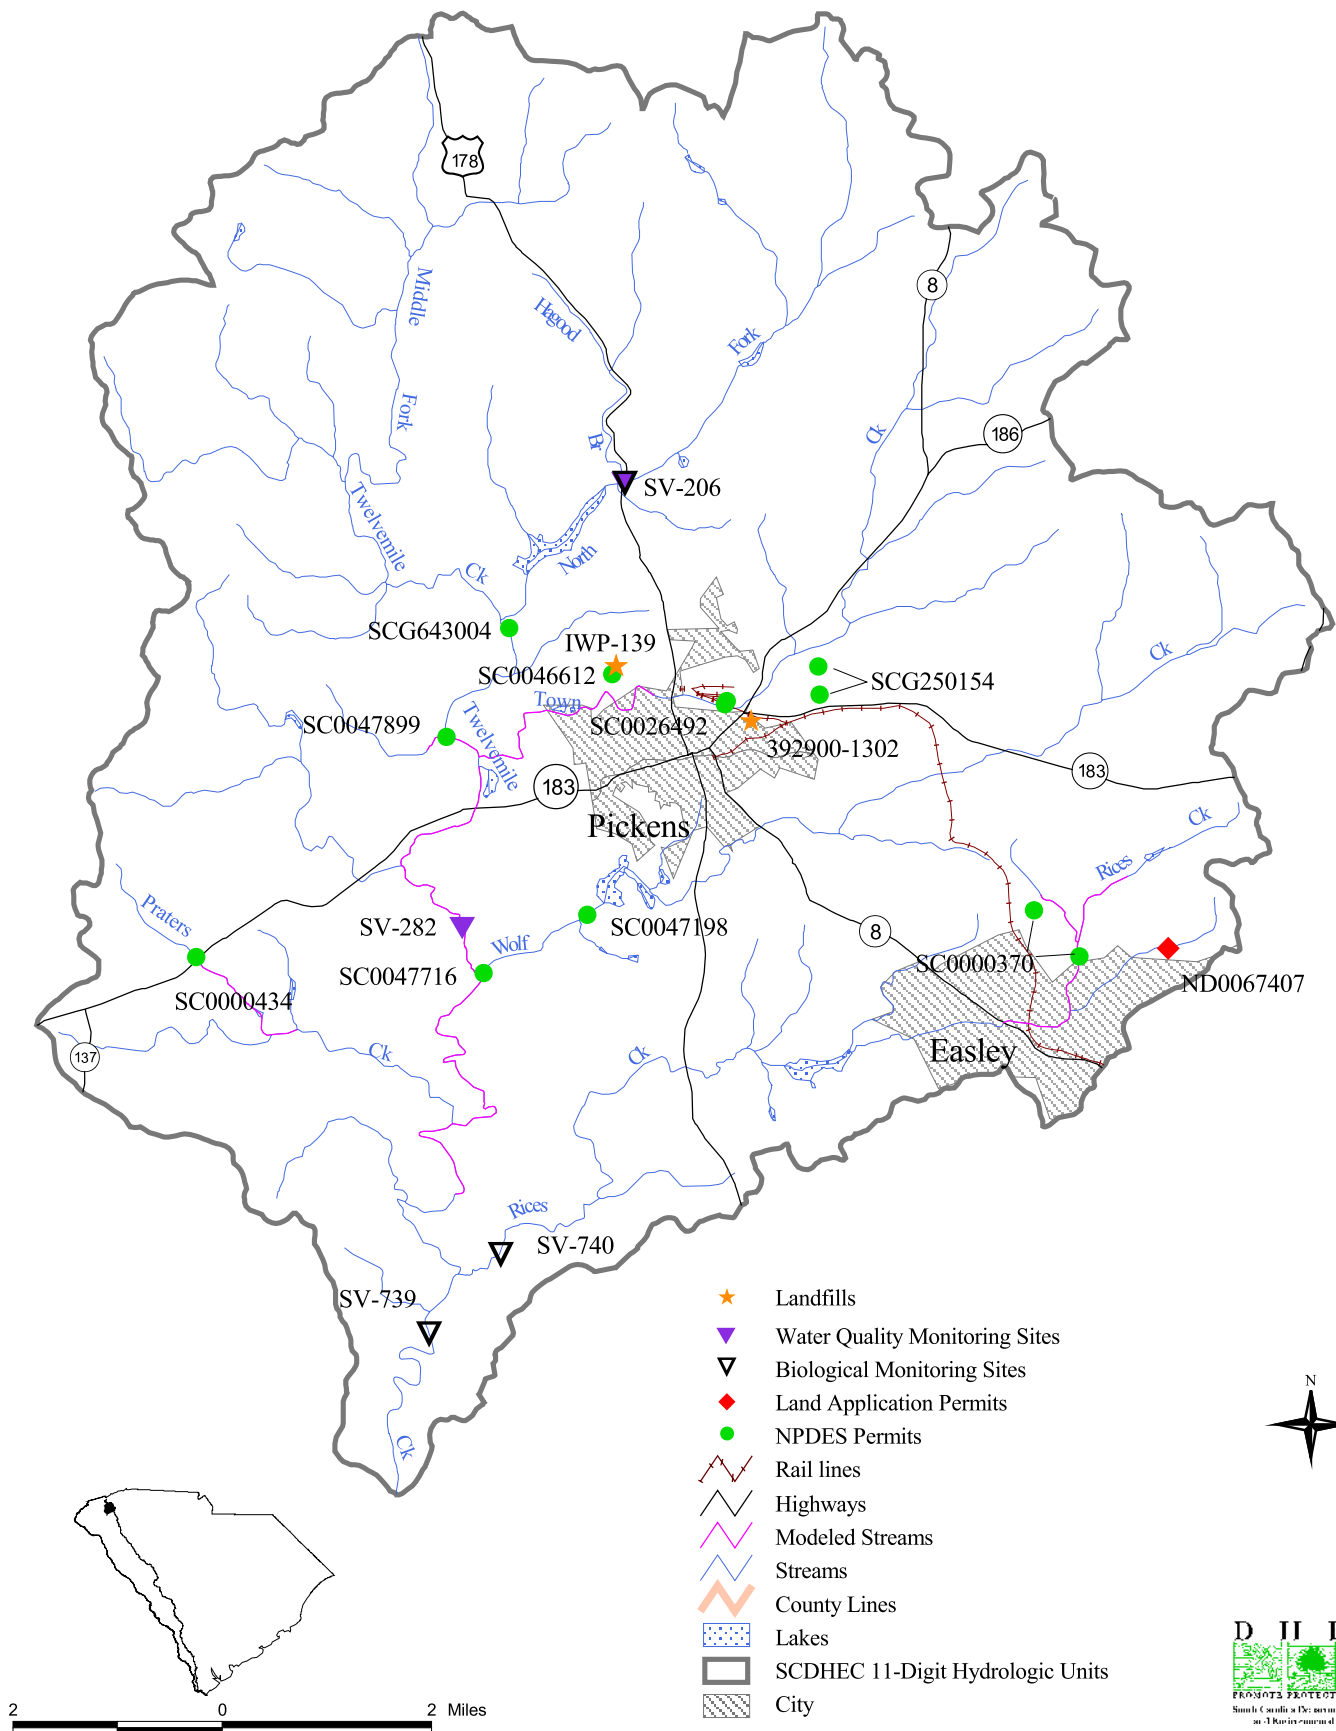 178
8
Middle
Hagood
Fork
Fork
186
Ck
Br
SV-206
Twelvemile
North
Ck
SCG643004
IWP-139
Ck
SC0046612
SCG250154
Town
SC0047899
SC0026492
Twelvemile
392900-1302
183
183
Pickens
Ck
Rices
Praters
SV-282
SC0047198
Wolf
8
SC0047716
SC0000370
SC0000434
ND0067407
Ck
Ck
Easley
137
Rices
SV-740
SV-739
Ck
Landfills
Water Quality Monitoring Sites
Biological Monitoring Sites
Land Application Permits
NPDES Permits
Rail lines
Highways
Modeled Streams
Streams
County Lines
Lakes
SCDHEC 11-Digit Hydrologic Units
City
N
2 0 2 Miles
D H
PROMOTE PROTECT
South Carolina